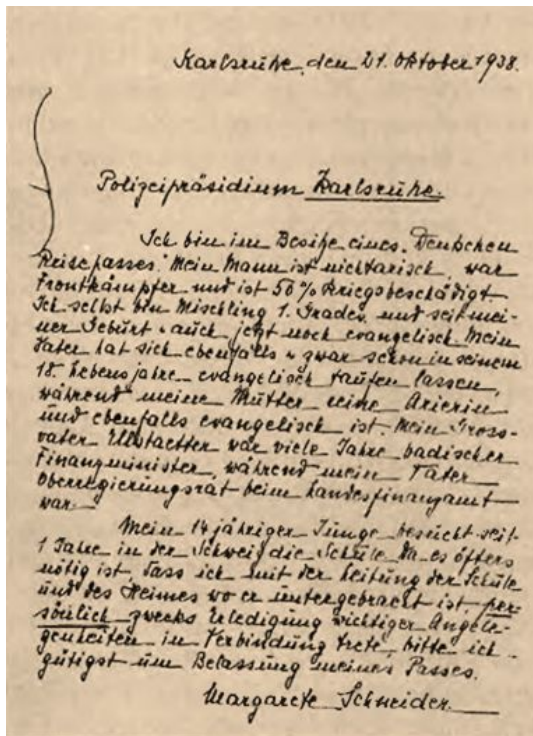 Karlsruhe, den 21. Oktober 1938.
Polizeipräsidium Karlsruhe.
Ich bin im Besitze eines Deutschen
Reisepasses. Mein Mann ist nichtarisch, war
Frontkämpfer und ist 50% kriegsbeschädigt
Ich selbst bin Mischling 1. Grades und seit mei-
ner Geburt u. auch jetzt noch evangelisch. Mein
Vater hat sich ebenfalls u. zwar schon in seinem
18. Lebensjahre evangelisch taufen lassen,
während meine Mutter eine Arierin
und ebenfalls evangelisch ist. Mein Gross-
vater Ellstaetter war viele Jahre badischer
Finanzminister, während mein Vater
Oberregierungsrat beim Landesfinanzamt
war.
Mein 14 jähriger Junge besucht seit
1 Jahre in der Schweiz die Schule. Da es öfters
nötig ist, dass ich mit der Leitung der Schule
und des Heimes wo er untergebracht ist per-
sönlich zwecks Erledigung wichtiger Angele-
genheiten in Verbindung trete, bitte ich
gütigst um Belassung meines Passes.
Margarete Schneider.